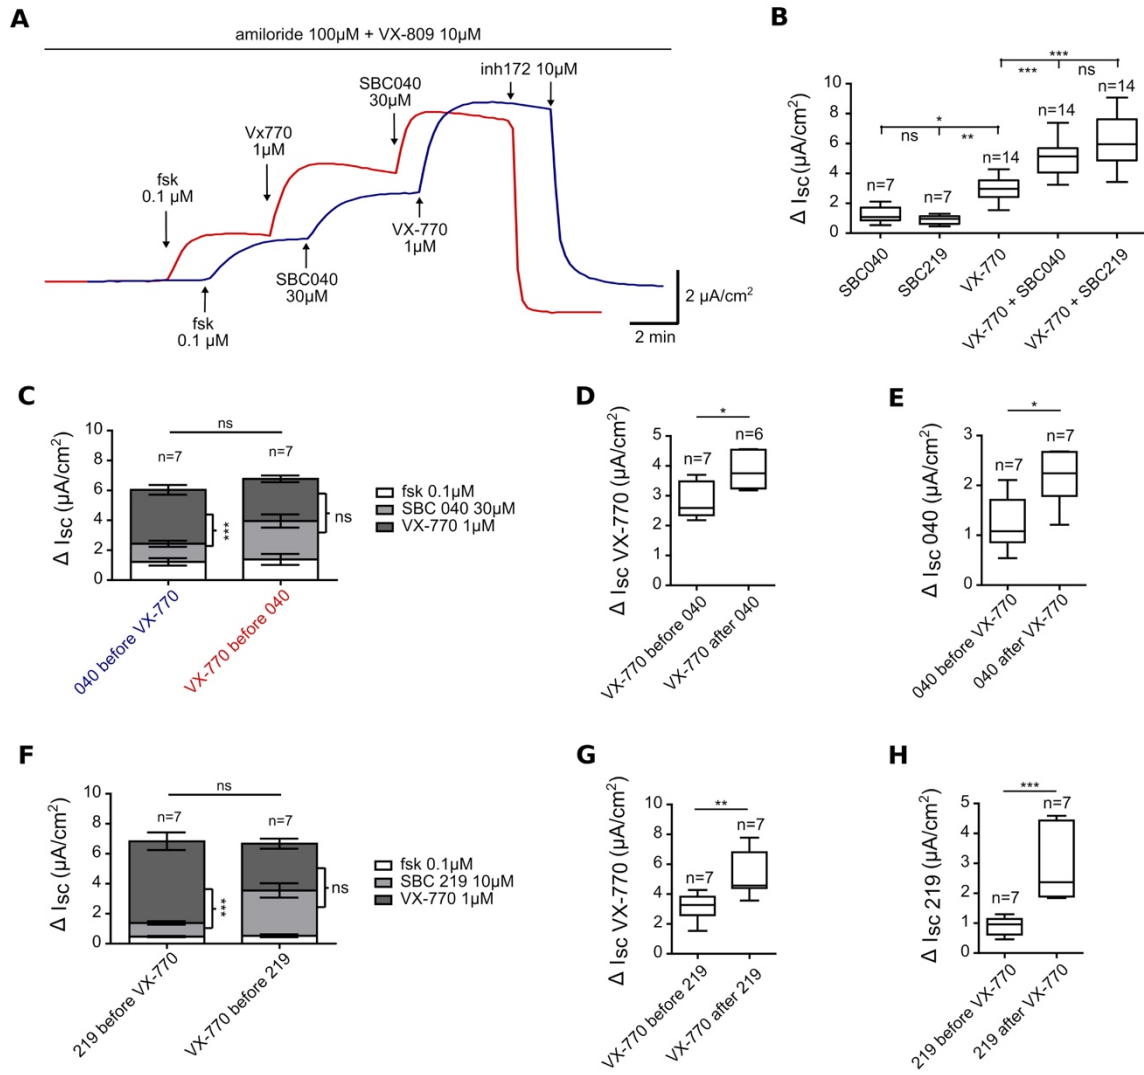 A
amiloride 100µM + VX-809 10µM
fsk
0.1 µM
Vx770
1µM
SBC040
30µM
inh172 10µM
fsk
0.1 µM
SBC040
30µM
VX-770
1µM
2 µA/cm²
2 min
B
Δ Isc (µA/cm²)
10
8
6
4
2
0
***
***
ns
*
ns
**
n=7
n=7
n=14
n=14
n=14
SBC040
SBC219
VX-770
VX-770 + SBC040
VX-770 + SBC219
C
Δ Isc (µA/cm²)
10
8
6
4
2
0
ns
n=7
n=7
***
ns
fsk 0.1µM
SBC 040 30µM
VX-770 1µM
040 before VX-770
VX-770 before 040
D
Δ Isc VX-770 (µA/cm²)
5
4
3
2
1
0
*
n=7
n=6
VX-770 before 040
VX-770 after 040
E
Δ Isc 040 (µA/cm²)
3
2
1
0
*
n=7
n=7
040 before VX-770
040 after VX-770
F
Δ Isc (µA/cm²)
10
8
6
4
2
0
ns
n=7
n=7
***
ns
fsk 0.1µM
SBC 219 10µM
VX-770 1µM
219 before VX-770
VX-770 before 219
G
Δ Isc VX-770 (µA/cm²)
10
8
6
4
2
0
**
n=7
n=7
VX-770 before 219
VX-770 after 219
H
Δ Isc 219 (µA/cm²)
5
4
3
2
1
0
***
n=7
n=7
219 before VX-770
219 after VX-770